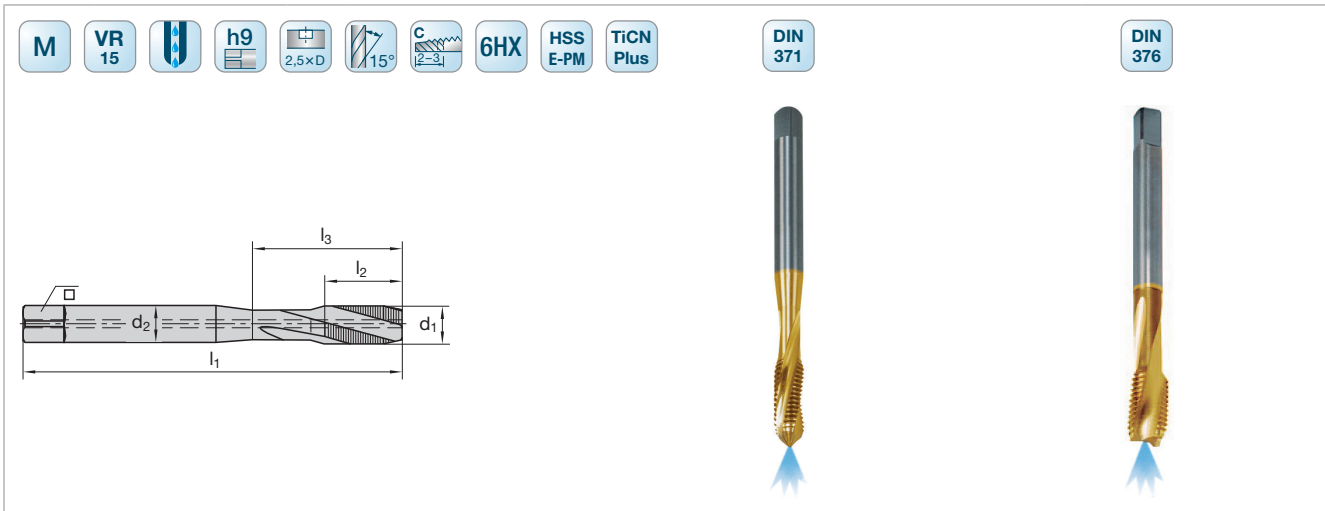 M
VR
15
h9
2,5×D
15°
C
2–3
6HX
HSS
E-PM
TiCN
Plus
DIN
371
DIN
376
l3
l2
d2
d1
l1